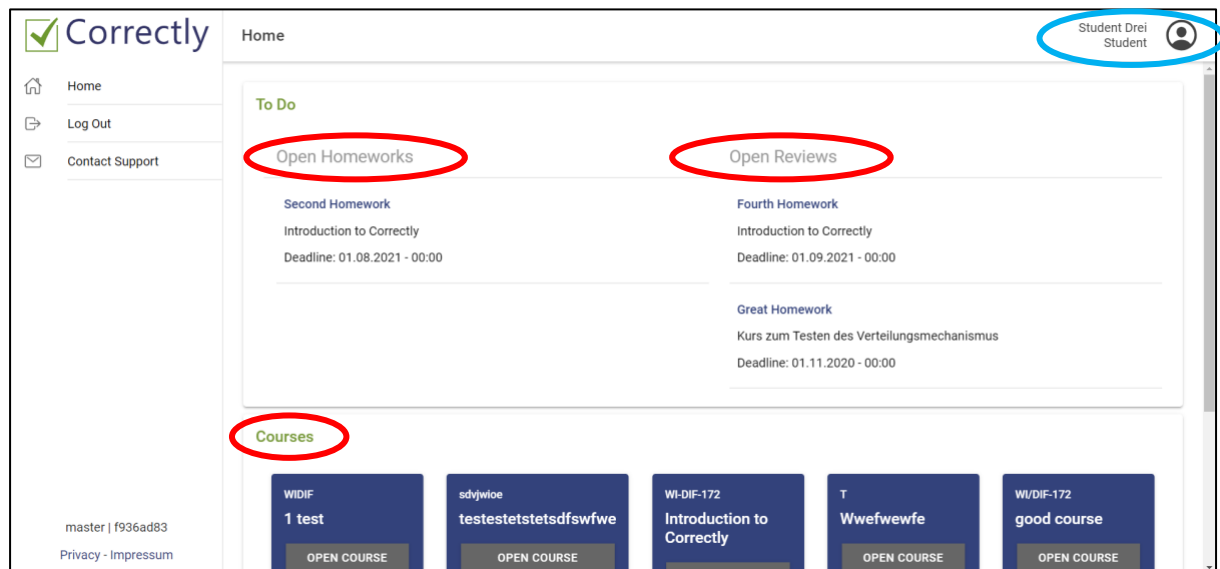 Correctly
Home
Student Drei
Student
Home
Log Out
Contact Support
To Do
Open Homeworks
Open Reviews
Second Homework
Introduction to Correctly
Deadline: 01.08.2021 - 00:00
Fourth Homework
Introduction to Correctly
Deadline: 01.09.2021 - 00:00
Great Homework
Kurs zum Testen des Verteilungsmechanismus
Deadline: 01.11.2020 - 00:00
Courses
WIDIF
1 test
OPEN COURSE
sdvjwioe
testestetstetsdfswfwe
OPEN COURSE
WI-DIF-172
Introduction to
Correctly
T
Wwefwewfe
OPEN COURSE
WI/DIF-172
good course
OPEN COURSE
master | f936ad83
Privacy - Impressum